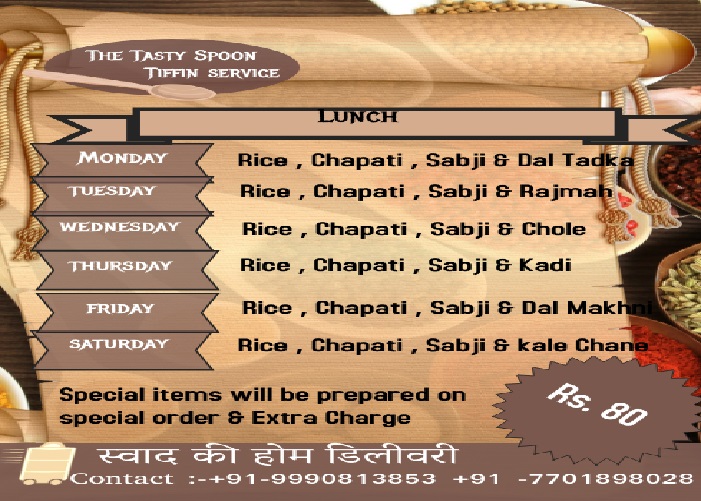 The Tasty Spoon
Tiffin service
Lunch
Monday
Rice , Chapati , Sabji & Dal Tadka
Tuesday
Rice , Chapati , Sabji & Rajmah
Wednesday
Rice , Chapati , Sabji & Chole
Thursday
Rice , Chapati , Sabji & Kadi
Friday
Rice , Chapati , Sabji & Dal Makhni
Saturday
Rice , Chapati , Sabji & kale Chane
Special items will be prepared on
special order & Extra Charge
Rs. 80
स्वाद की होम डिलीवरी
Contact :-+91-9990813853 +91 -7701898028